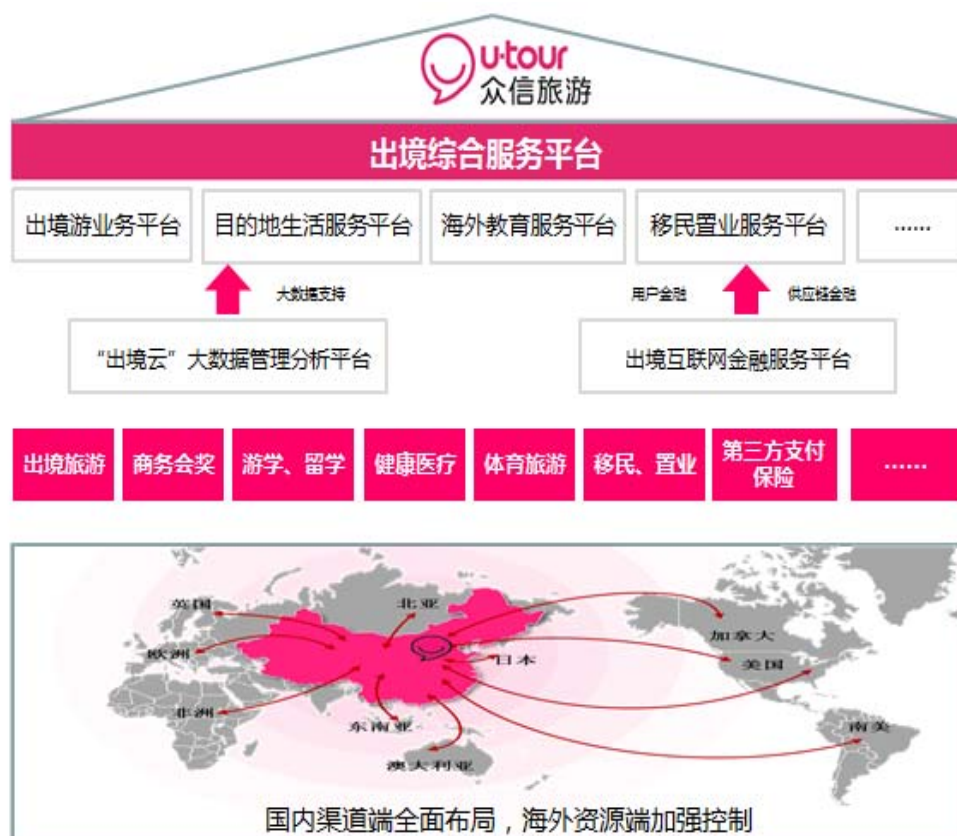 u·tour
众信旅游
出境综合服务平台
出境游业务平台 目的地生活服务平台 海外教育服务平台 移民置业服务平台 ……
大数据支持 用户金融 供应链金融
“出境云”大数据管理分析平台 出境互联网金融服务平台
出境旅游 商务会奖 游学、留学 健康医疗 体育旅游 移民、置业 第三方支付
保险 ……
英国 北亚
加拿大
欧洲 日本 美国
非洲 东南亚 南美
澳大利亚
国内渠道端全面布局，海外资源端加强控制